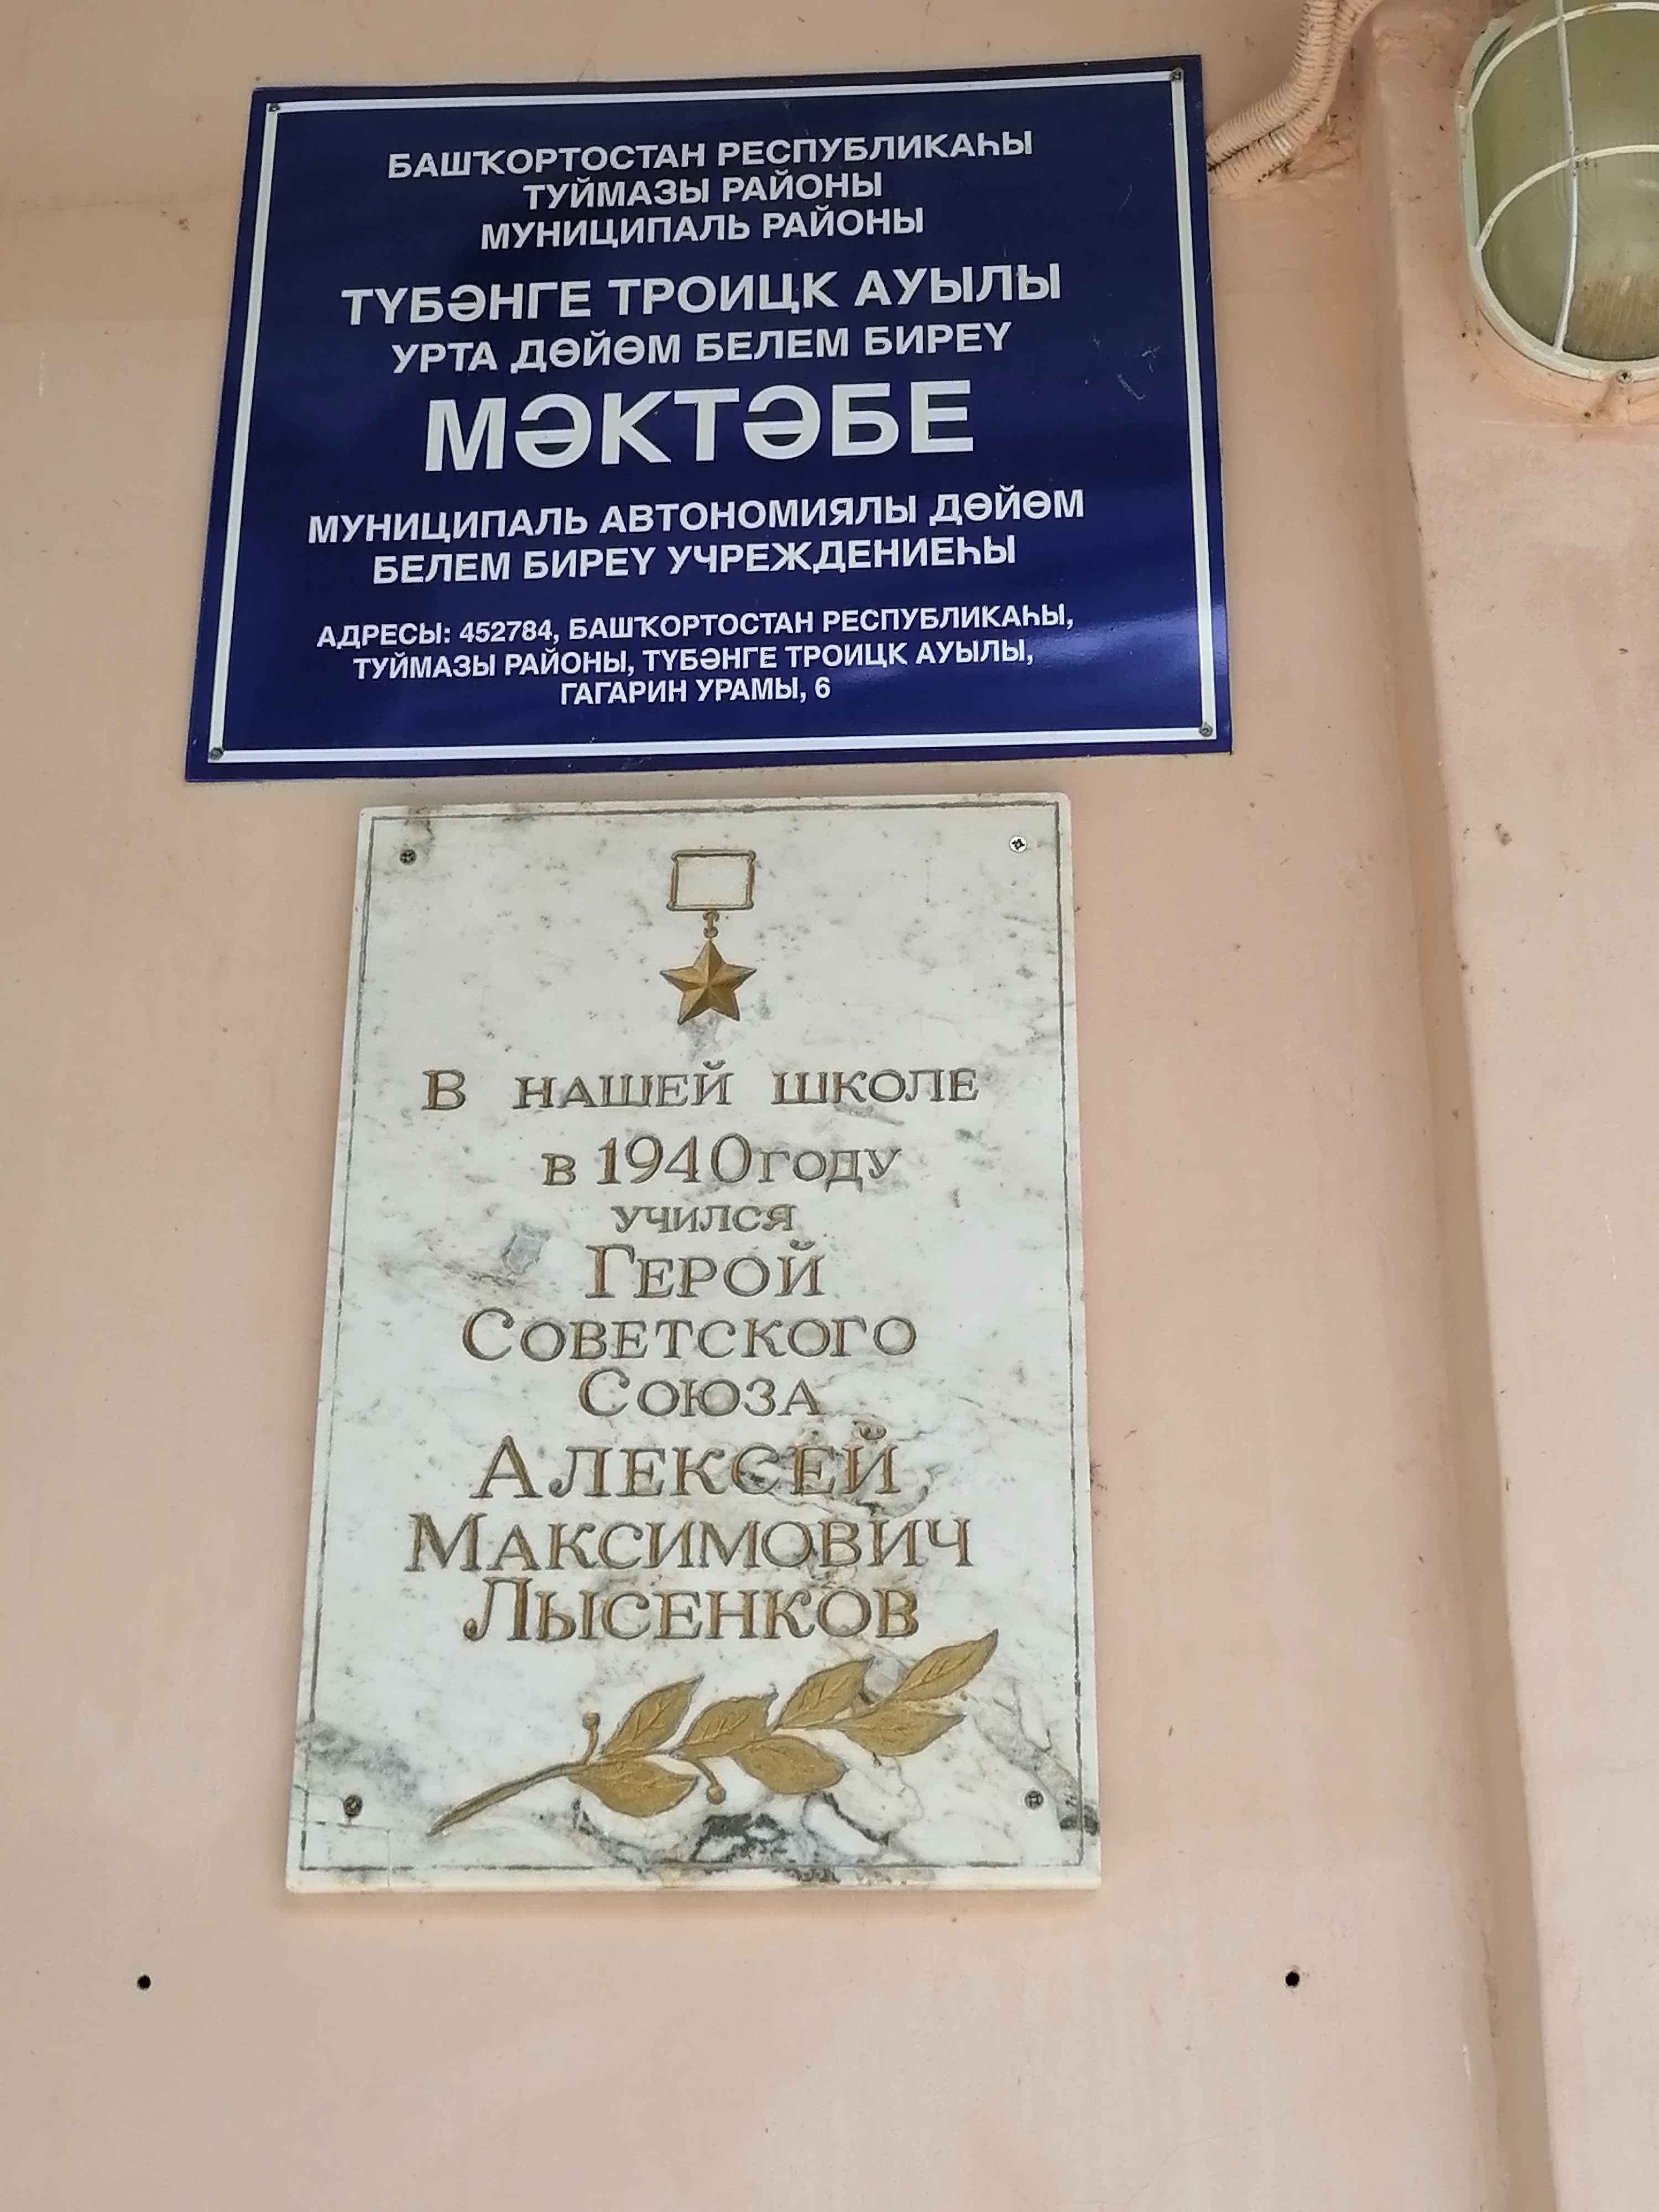 БАШҠОРТОСТАН РЕСПУБЛИКАҺЫ
ТУЙМАЗЫ РАЙОНЫ
МУНИЦИПАЛЬ РАЙОНЫ
ТҮБӘНГЕ ТРОИЦК АУЫЛЫ
УРТА ДӨЙӨМ БЕЛЕМ БИРЕҮ
МӘКТӘБЕ
МУНИЦИПАЛЬ АВТОНОМИЯЛЫ ДӨЙӨМ
БЕЛЕМ БИРЕҮ УЧРЕЖДЕНИЕҺЫ
АДРЕСЫ: 452784, БАШҠОРТОСТАН РЕСПУБЛИКАҺЫ,
ТУЙМАЗЫ РАЙОНЫ, ТҮБӘНГЕ ТРОИЦК АУЫЛЫ,
ГАГАРИН УРАМЫ, 6
В НАШЕЙ ШКОЛЕ
в 1940 году
учился
ГЕРОЙ
СОВЕТСКОГО
СОЮЗА
АЛЕКСЕЙ
МАКСИМОВИЧ
ЛЫСЕНКОВ